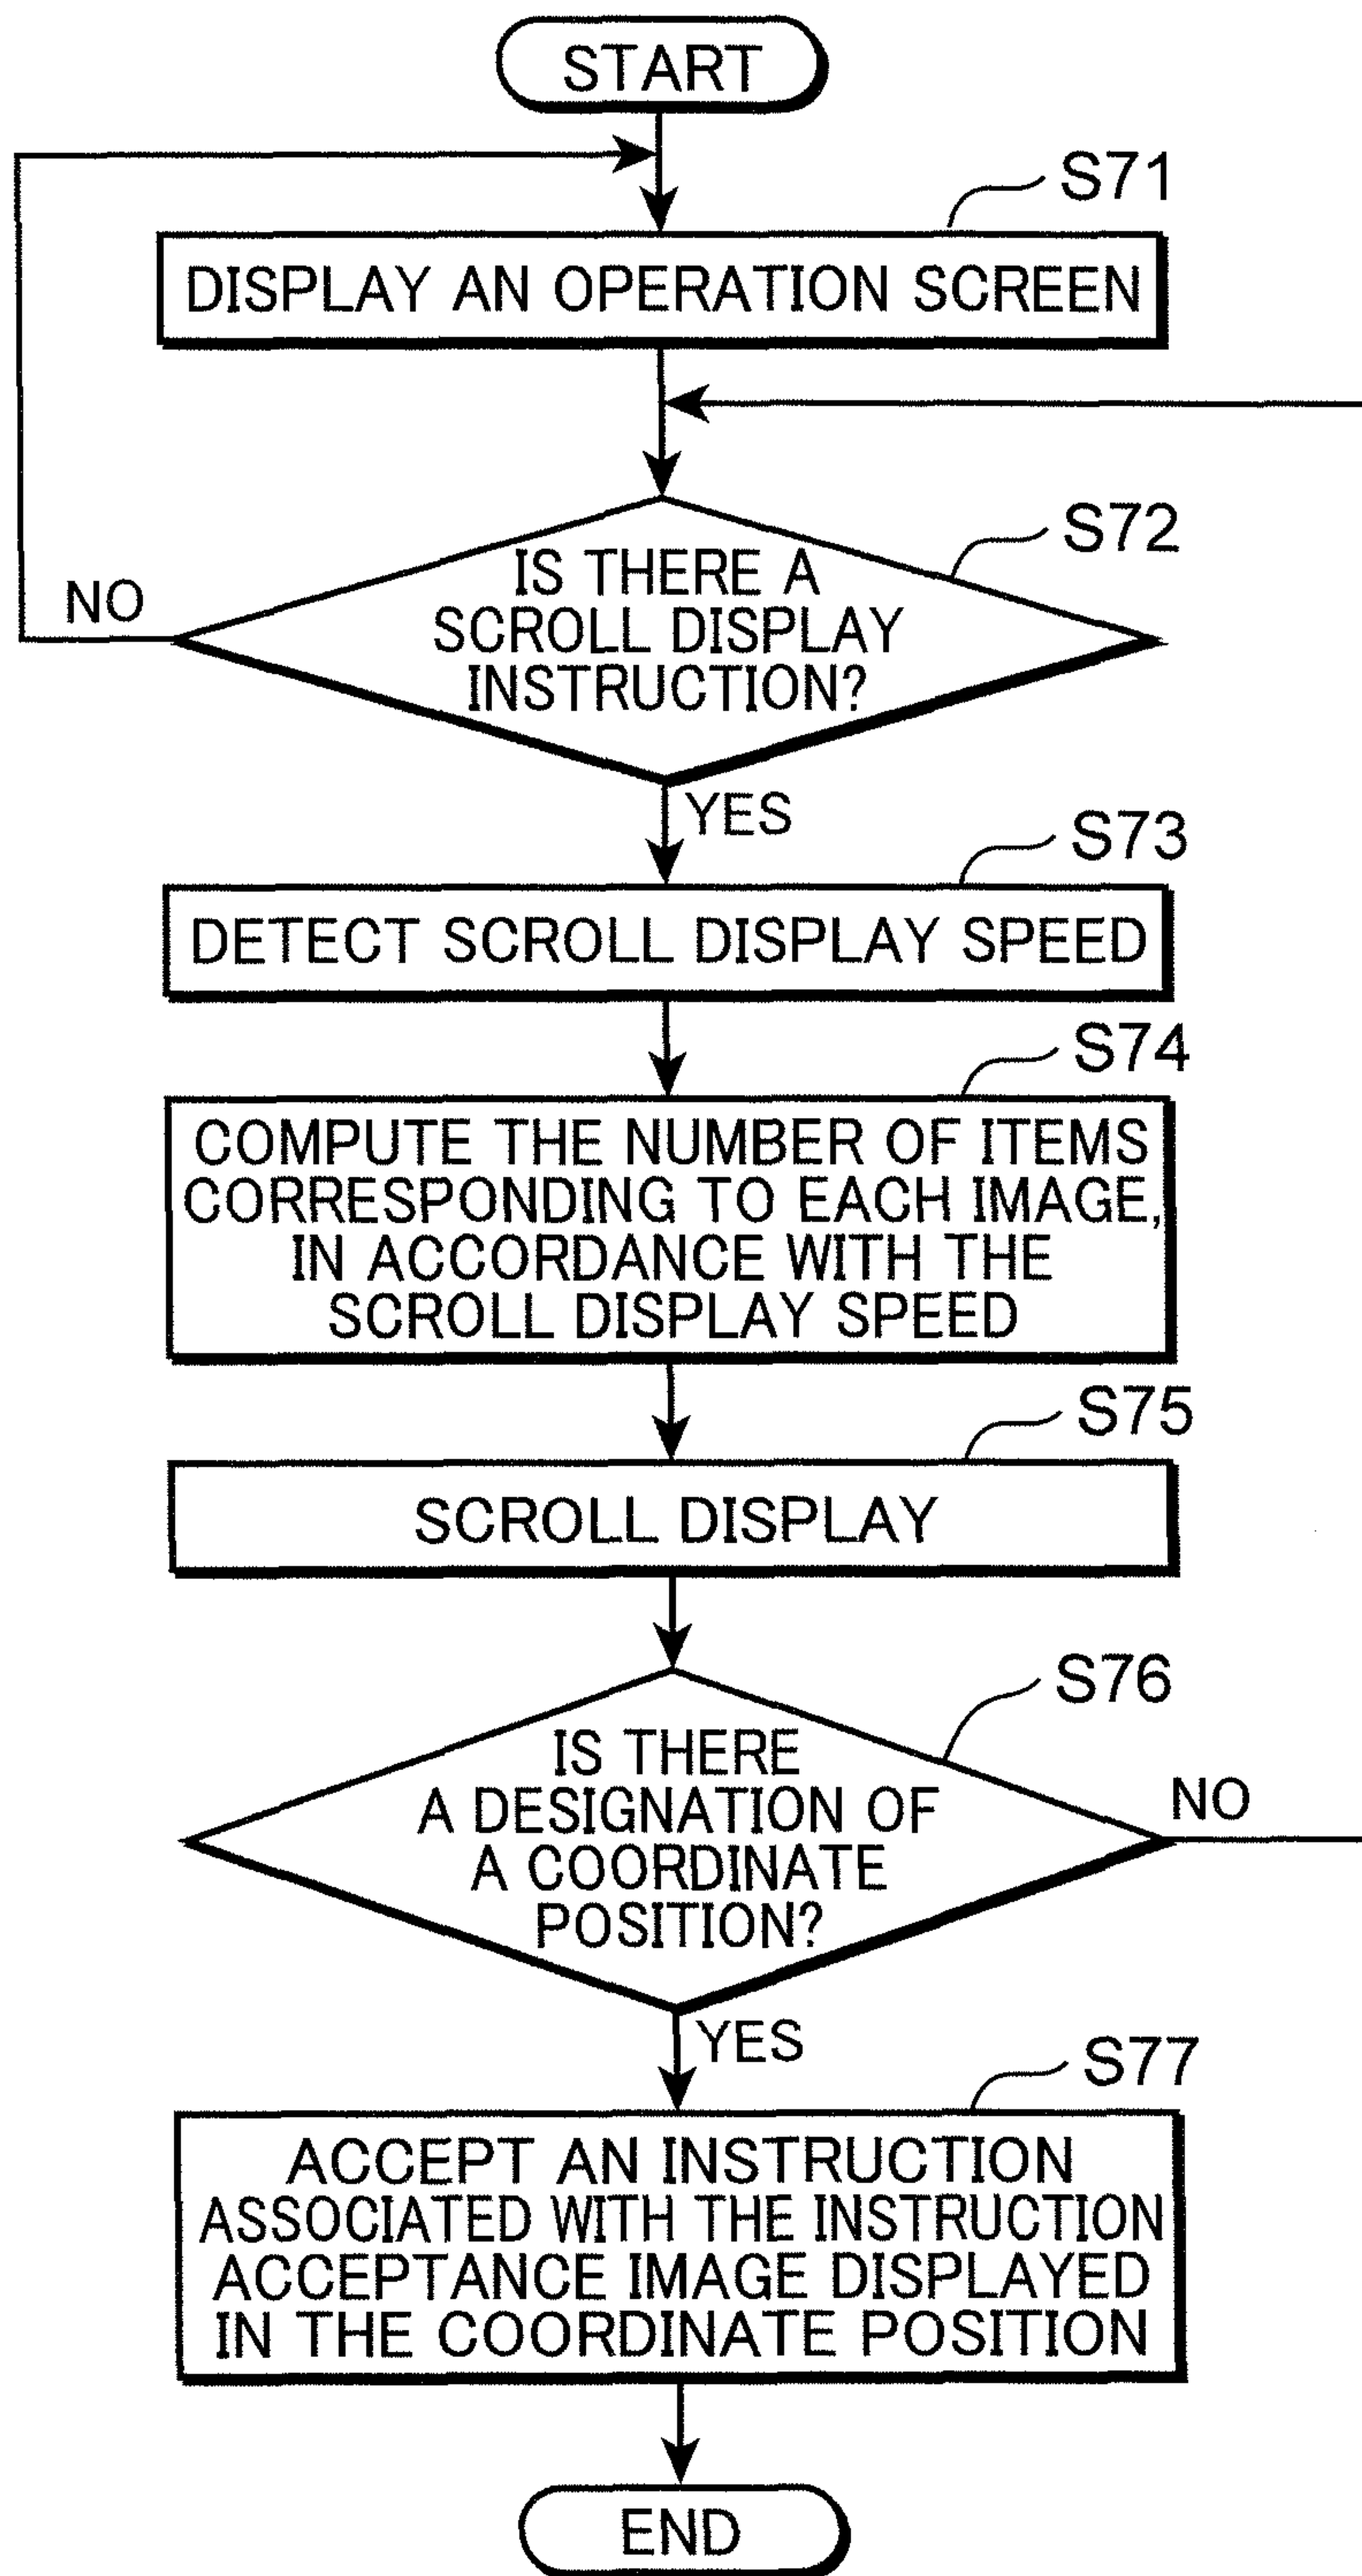 START
S71
DISPLAY AN OPERATION SCREEN
S72
IS THERE A
SCROLL DISPLAY
INSTRUCTION?
NO
YES
S73
DETECT SCROLL DISPLAY SPEED
S74
COMPUTE THE NUMBER OF ITEMS
CORRESPONDING TO EACH IMAGE,
IN ACCORDANCE WITH THE
SCROLL DISPLAY SPEED
S75
SCROLL DISPLAY
S76
IS THERE
A DESIGNATION OF
A COORDINATE
POSITION?
NO
YES
S77
ACCEPT AN INSTRUCTION
ASSOCIATED WITH THE INSTRUCTION
ACCEPTANCE IMAGE DISPLAYED
IN THE COORDINATE POSITION
END